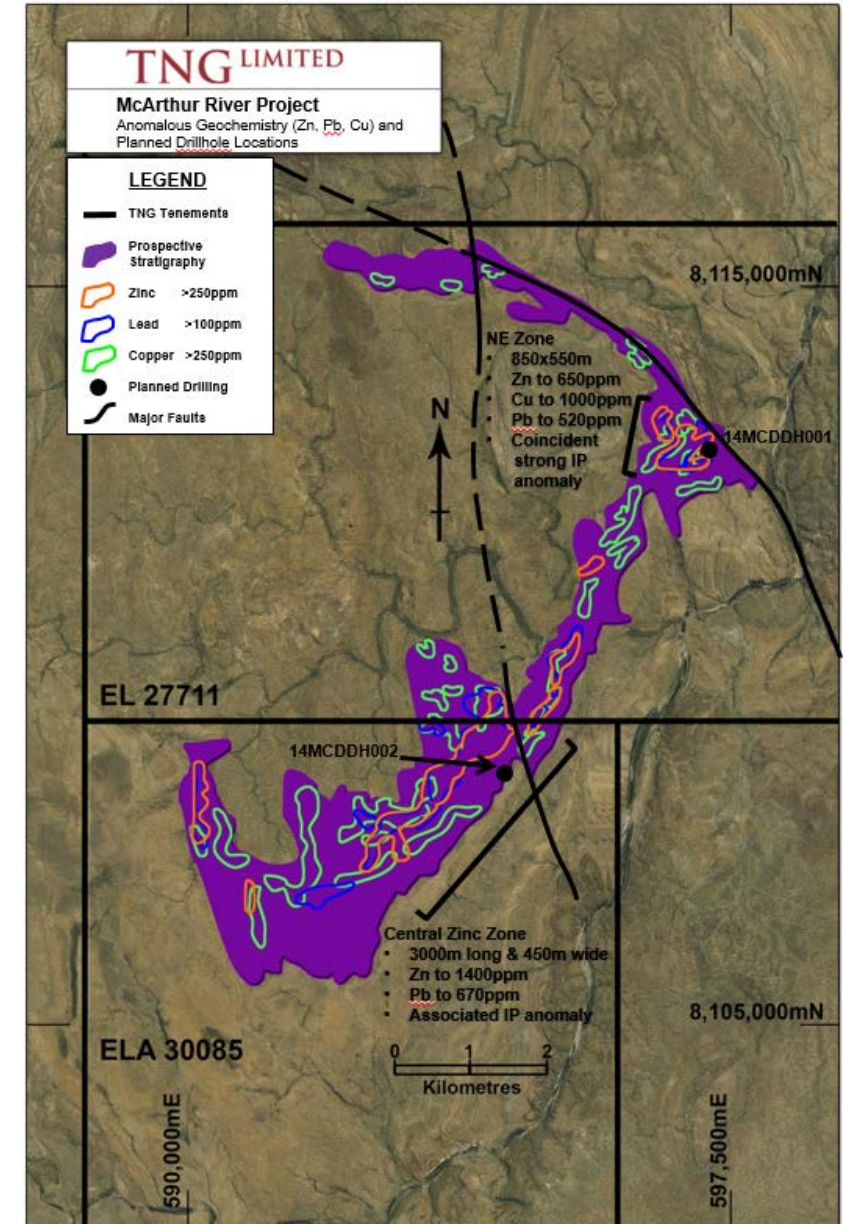 TNG LIMITED
McArthur River Project
Anomalous Geochemistry (Zn, Pb, Cu) and
Planned Drillhole Locations
LEGEND
TNG Tenements
Prospective
Stratigraphy
Zinc >250ppm
Lead >100ppm
Copper >250ppm
Planned Drilling
Major Faults
8,115,000mN
NE Zone
• 850x550m
• Zn to 650ppm
• Cu to 1000ppm
• Pb to 520ppm
• Coincident
strong IP
anomaly
N
14MCDDH001
EL 27711
14MCDDH002
Central Zinc Zone
• 3000m long & 450m wide
• Zn to 1400ppm
• Pb to 670ppm
• Associated IP anomaly
8,105,000mN
ELA 30085
0 1 2
Kilometres
590,000mE
597,500mE